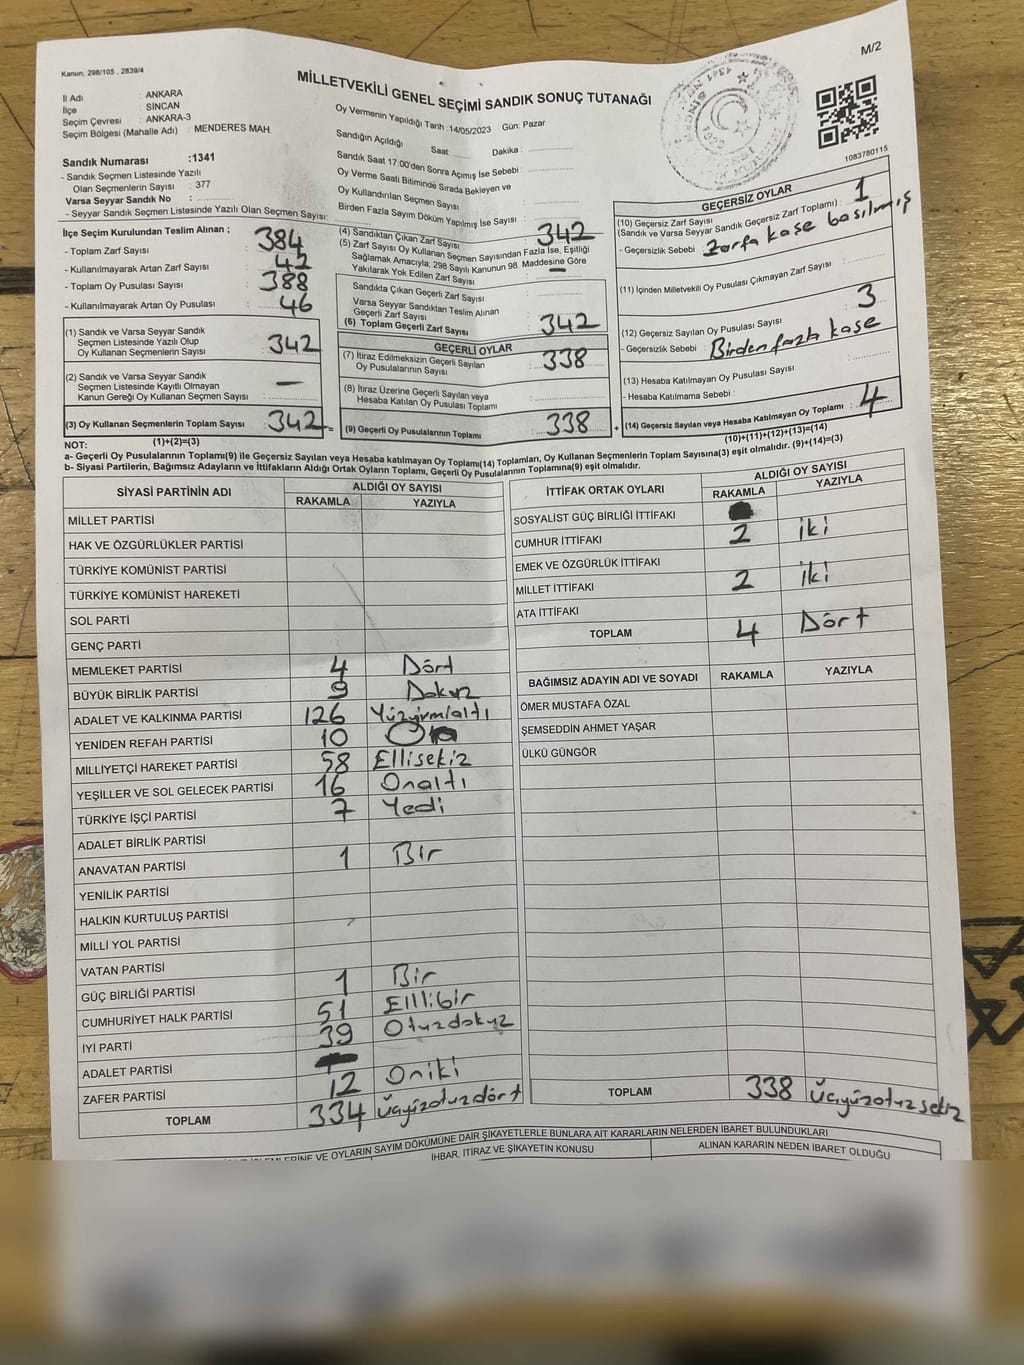 M/2
Kanun; 298/105 , 2839/4
MİLLETVEKİLİ GENEL SEÇİMİ SANDIK SONUÇ TUTANAĞI
İl Adı : ANKARA
İlçe : SİNCAN
Seçim Çevresi : ANKARA-3
Seçim Bölgesi (Mahalle Adı) : MENDERES MAH.
Sandık Numarası :1341
- Sandık Seçmen Listesinde Yazılı
Olan Seçmenlerin Sayısı : 377
Varsa Seyyar Sandık No :
- Seyyar Sandık Seçmen Listesinde Yazılı Olan Seçmen Sayısı:
Oy Vermenin Yapıldığı Tarih :14/05/2023 Gün: Pazar
Sandığın Açıldığı Saat: Dakika :
Sandık Saat 17:00'den Sonra Açımış İse Sebebi :
Oy Verme Saati Bitiminde Sırada Bekleyen ve
Oy Kullandırılan Seçmen Sayısı :
Birden Fazla Sayım Döküm Yapılmış İse Sayısı :
1083780115
İlçe Seçim Kurulundan Teslim Alınan ;
- Toplam Zarf Sayısı : 384
- Kullanılmayarak Artan Zarf Sayısı : 42
- Toplam Oy Pusulası Sayısı : 388
- Kullanılmayarak Artan Oy Pusulası : 46
(1) Sandık ve Varsa Seyyar Sandık
Seçmen Listesinde Yazılı Olup
Oy Kullanan Seçmenlerin Sayısı : 342
(2) Sandık ve Varsa Seyyar Sandık
Seçmen Listesinde Kayıtlı Olmayan
Kanun Gereği Oy Kullanan Seçmen Sayısı : —
(3) Oy Kullanan Seçmenlerin Toplam Sayısı : 342 =
(4) Sandıktan Çıkan Zarf Sayısı : 342
(5) Zarf Sayısı Oy Kullanan Seçmen Sayısından Fazla İse, Eşitliği
Sağlamak Amacıyla, 298 Sayılı Kanunun 98. Maddesine Göre
Yakılarak Yok Edilen Zarf Sayısı : —
Sandıkta Çıkan Geçerli Zarf Sayısı :
Varsa Seyyar Sandıktan Teslim Alınan
Geçerli Zarf Sayısı :
(6) Toplam Geçerli Zarf Sayısı : 342
GEÇERLİ OYLAR
(7) İtiraz Edilmeksizin Geçerli Sayılan
Oy Pusulalarının Sayısı : 338
(8) İtiraz Üzerine Geçerli Sayılan veya
Hesaba Katılan Oy Pusulası Toplamı :
(9) Geçerli Oy Pusulalarının Toplamı : 338 +
GEÇERSİZ OYLAR
(10) Geçersiz Zarf Sayısı
(Sandık ve Varsa Seyyar Sandık Geçersiz Zarf Toplamı) : 1
- Geçersizlik Sebebi : Zarfa kaşe basılmış
(11) İçinden Milletvekili Oy Pusulası Çıkmayan Zarf Sayısı :
(12) Geçersiz Sayılan Oy Pusulası Sayısı : 3
- Geçersizlik Sebebi : Birden fazla kaşe
(13) Hesaba Katılmayan Oy Pusulası Sayısı :
- Hesaba Katılmama Sebebi :
(14) Geçersiz Sayılan veya Hesaba Katılmayan Oy Toplamı : 4
NOT: (1)+(2)=(3) (10)+(11)+(12)+(13)=(14)
a- Geçerli Oy Pusulalarının Toplamı(9) ile Geçersiz Sayılan veya Hesaba katılmayan Oy Toplamı(14) Toplamları, Oy Kullanan Seçmenlerin Toplam Sayısına(3) eşit olmalıdır. (9)+(14)=(3)
b- Siyasi Partilerin, Bağımsız Adayların ve İttifakların Aldığı Ortak Oyların Toplamı, Geçerli Oy Pusulalarının Toplamına(9) eşit olmalıdır.
SİYASİ PARTİNİN ADI ALDIĞI OY SAYISI
RAKAMLA YAZIYLA
MİLLET PARTİSİ
HAK VE ÖZGÜRLÜKLER PARTİSİ
TÜRKİYE KOMÜNİST PARTİSİ
TÜRKİYE KOMÜNİST HAREKETİ
SOL PARTİ
GENÇ PARTİ
MEMLEKET PARTİSİ 4 Dört
BÜYÜK BİRLİK PARTİSİ 9 Dokuz
ADALET VE KALKINMA PARTİSİ 126 Yüzyirmialtı
YENİDEN REFAH PARTİSİ 10 On
MİLLİYETÇİ HAREKET PARTİSİ 58 Ellisekiz
YEŞİLLER VE SOL GELECEK PARTİSİ 16 Onaltı
TÜRKİYE İŞÇİ PARTİSİ 7 Yedi
ADALET BİRLİK PARTİSİ
ANAVATAN PARTİSİ 1 Bir
YENİLİK PARTİSİ
HALKIN KURTULUŞ PARTİSİ
MİLLİ YOL PARTİSİ
VATAN PARTİSİ
GÜÇ BİRLİĞİ PARTİSİ 1 Bir
CUMHURİYET HALK PARTİSİ 51 Ellibir
İYİ PARTİ 39 Otuzdokuz
ADALET PARTİSİ
ZAFER PARTİSİ 12 Oniki
TOPLAM 334 Üçyüzotuzdört
İTTİFAK ORTAK OYLARI ALDIĞI OY SAYISI
RAKAMLA YAZIYLA
SOSYALİST GÜÇ BİRLİĞİ İTTİFAKI
CUMHUR İTTİFAKI 2 İki
EMEK VE ÖZGÜRLÜK İTTİFAKI
MİLLET İTTİFAKI 2 İki
ATA İTTİFAKI
TOPLAM 4 Dört
BAĞIMSIZ ADAYIN ADI VE SOYADI RAKAMLA YAZIYLA
ÖMER MUSTAFA ÖZAL
ŞEMSEDDİN AHMET YAŞAR
ÜLKÜ GÜNGÖR
TOPLAM 338 Üçyüzotuzsekiz
VE OYLARIN SAYIM DÖKÜMÜNE DAİR ŞİKAYETLERLE BUNLARA AİT KARARLARIN NELERDEN İBARET BULUNDUKLARI
İHBAR, İTİRAZ VE ŞİKAYETİN KONUSU ALINAN KARARIN NEDEN İBARET OLDUĞU